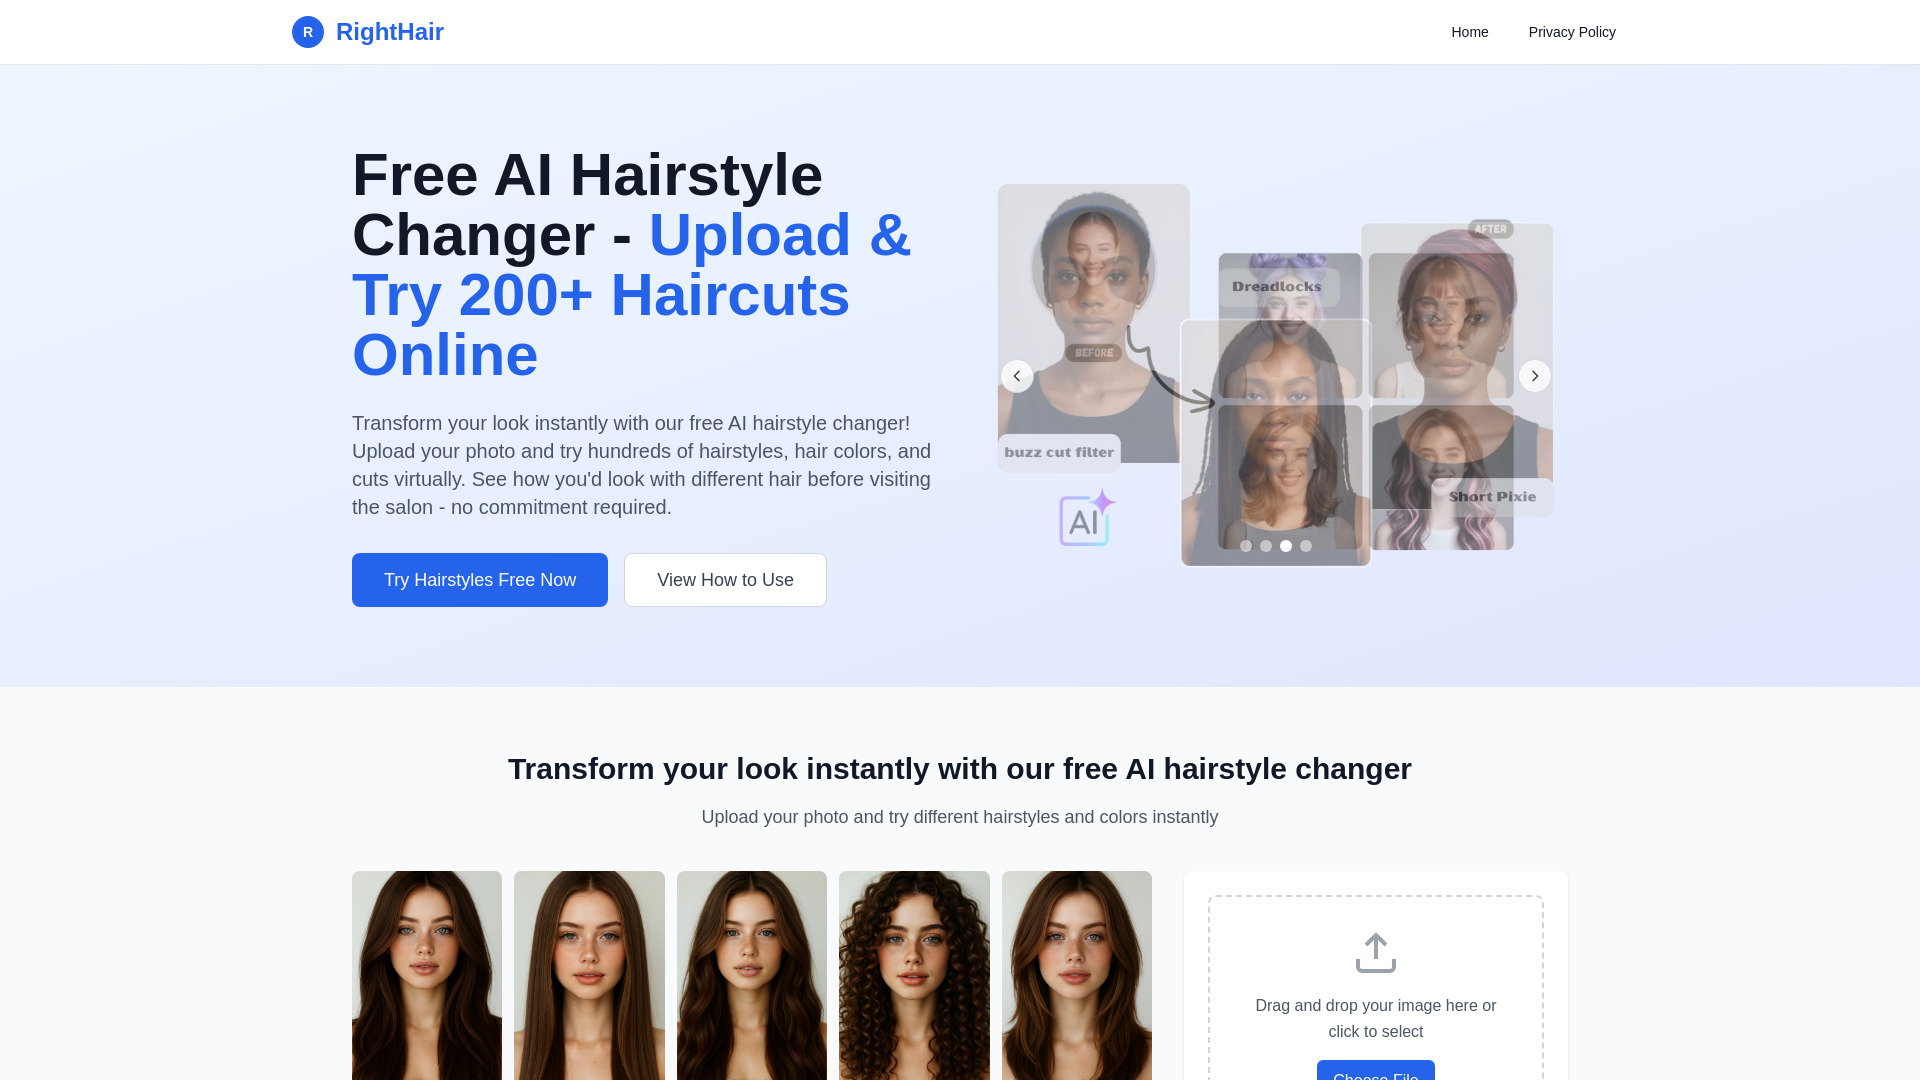 R RightHair
Home Privacy Policy
Free AI Hairstyle
Changer - Upload &
Try 200+ Haircuts
Online
Transform your look instantly with our free AI hairstyle changer!
Upload your photo and try hundreds of hairstyles, hair colors, and
cuts virtually. See how you'd look with different hair before visiting
the salon - no commitment required.
Try Hairstyles Free Now
View How to Use
AFTER
Dreadlocks
BEFORE
buzz cut filter
Short Pixie
AI
Transform your look instantly with our free AI hairstyle changer
Upload your photo and try different hairstyles and colors instantly
Drag and drop your image here or
click to select
Choose File